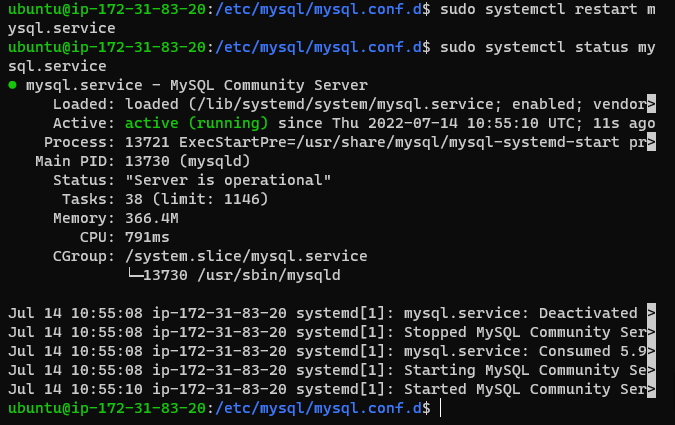 ubuntu@ip-172-31-83-20:/etc/mysql/mysql.conf.d$ sudo systemctl restart m
ysql.service
ubuntu@ip-172-31-83-20:/etc/mysql/mysql.conf.d$ sudo systemctl status my
sql.service
● mysql.service - MySQL Community Server
     Loaded: loaded (/lib/systemd/system/mysql.service; enabled; vendor>
     Active: active (running) since Thu 2022-07-14 10:55:10 UTC; 11s ago
    Process: 13721 ExecStartPre=/usr/share/mysql/mysql-systemd-start pr>
   Main PID: 13730 (mysqld)
     Status: "Server is operational"
      Tasks: 38 (limit: 1146)
     Memory: 366.4M
        CPU: 791ms
     CGroup: /system.slice/mysql.service
             └─13730 /usr/sbin/mysqld

Jul 14 10:55:08 ip-172-31-83-20 systemd[1]: mysql.service: Deactivated >
Jul 14 10:55:08 ip-172-31-83-20 systemd[1]: Stopped MySQL Community Ser>
Jul 14 10:55:08 ip-172-31-83-20 systemd[1]: mysql.service: Consumed 5.9>
Jul 14 10:55:08 ip-172-31-83-20 systemd[1]: Starting MySQL Community Se>
Jul 14 10:55:10 ip-172-31-83-20 systemd[1]: Started MySQL Community Ser>
ubuntu@ip-172-31-83-20:/etc/mysql/mysql.conf.d$